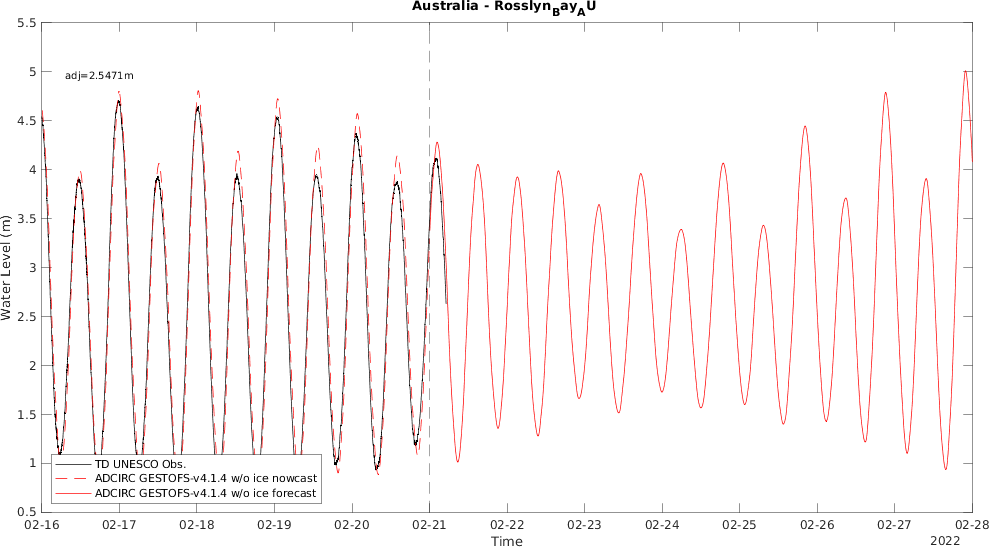 Australia - Rosslyn_Bay_AU
5.5
5
4.5
4
3.5
3
2.5
2
1.5
1
0.5
Water Level (m)
adj=2.5471m
TD UNESCO Obs.
ADCIRC GESTOFS-v4.1.4 w/o ice nowcast
ADCIRC GESTOFS-v4.1.4 w/o ice forecast
02-16 02-17 02-18 02-19 02-20 02-21 02-22 02-23 02-24 02-25 02-26 02-27 02-28
Time
2022